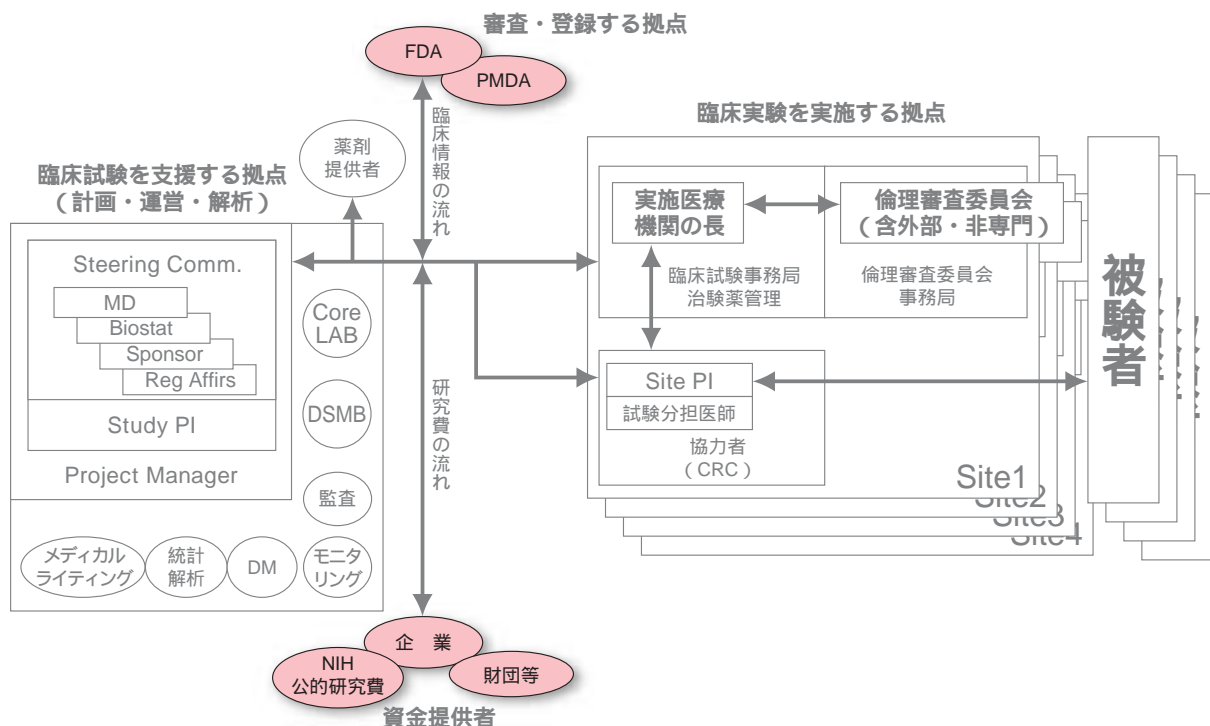 審査・登録する拠点
FDA
PMDA
臨床情報の流れ
薬剤
提供者
臨床試験を支援する拠点
（計画・運営・解析）
Steering Comm.
MD
Biostat
Sponsor
Reg Affirs
Study PI
Project Manager
Core
LAB
DSMB
監査
メディカル
ライティング
統計
解析
DM
モニタ
リング
研究費の流れ
臨床実験を実施する拠点
実施医療
機関の長
倫理審査委員会
（含外部・非専門）
臨床試験事務局
治験薬管理
倫理審査委員会
事務局
Site PI
試験分担医師
協力者
（CRC）
Site1
Site2
Site3
Site4
被験者
企　業
NIH
公的研究費
財団等
資金提供者